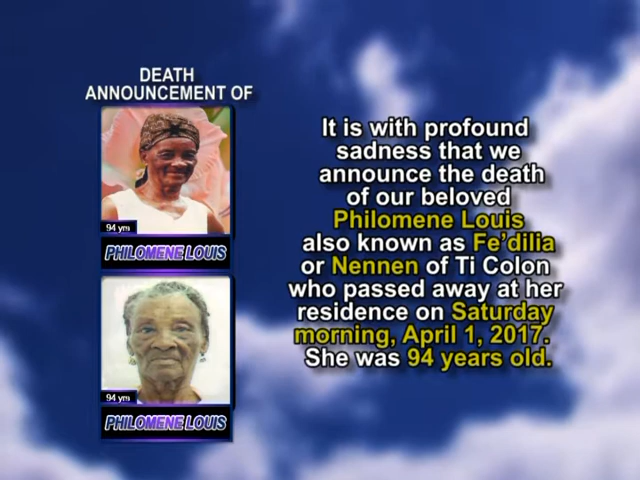 DEATH
ANNOUNCEMENT OF
94 yrs
PHILOMENE LOUIS
94 yrs
PHILOMENE LOUIS
It is with profound
sadness that we
announce the death
of our beloved
Philomene Louis
also known as Fe'dilia
or Nennen of Ti Colon
who passed away at her
residence on Saturday
morning, April 1, 2017.
She was 94 years old.